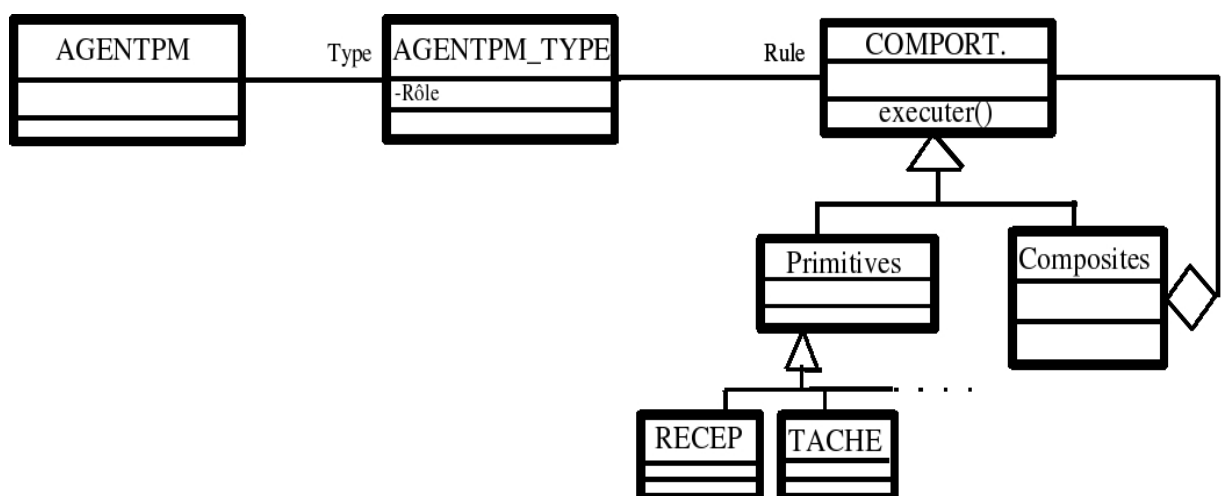 AGENTPM
Type
AGENTPM_TYPE
-Rôle
Rule
COMPORT.
executer()
Primitives
Composites
. . . .
RECEP
TACHE